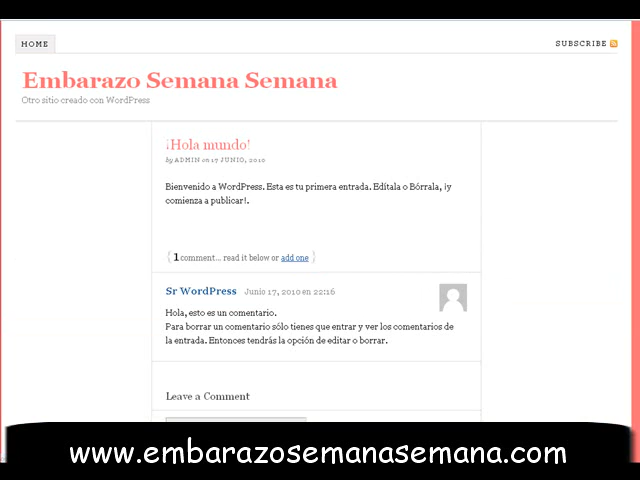 HOME
SUBSCRIBE
Embarazo Semana Semana
Otro sitio creado con WordPress
¡Hola mundo!
by ADMIN on 17 JUNIO, 2010
Bienvenido a WordPress. Esta es tu primera entrada. Edítala o Bórrala, ¡y
comienza a publicar!.
{ 1 comment... read it below or add one }
Sr WordPress Junio 17, 2010 en 22:16
Hola, esto es un comentario.
Para borrar un comentario sólo tienes que entrar y ver los comentarios de
la entrada. Entonces tendrás la opción de editar o borrar.
Leave a Comment
www.embarazosemanasemana.com